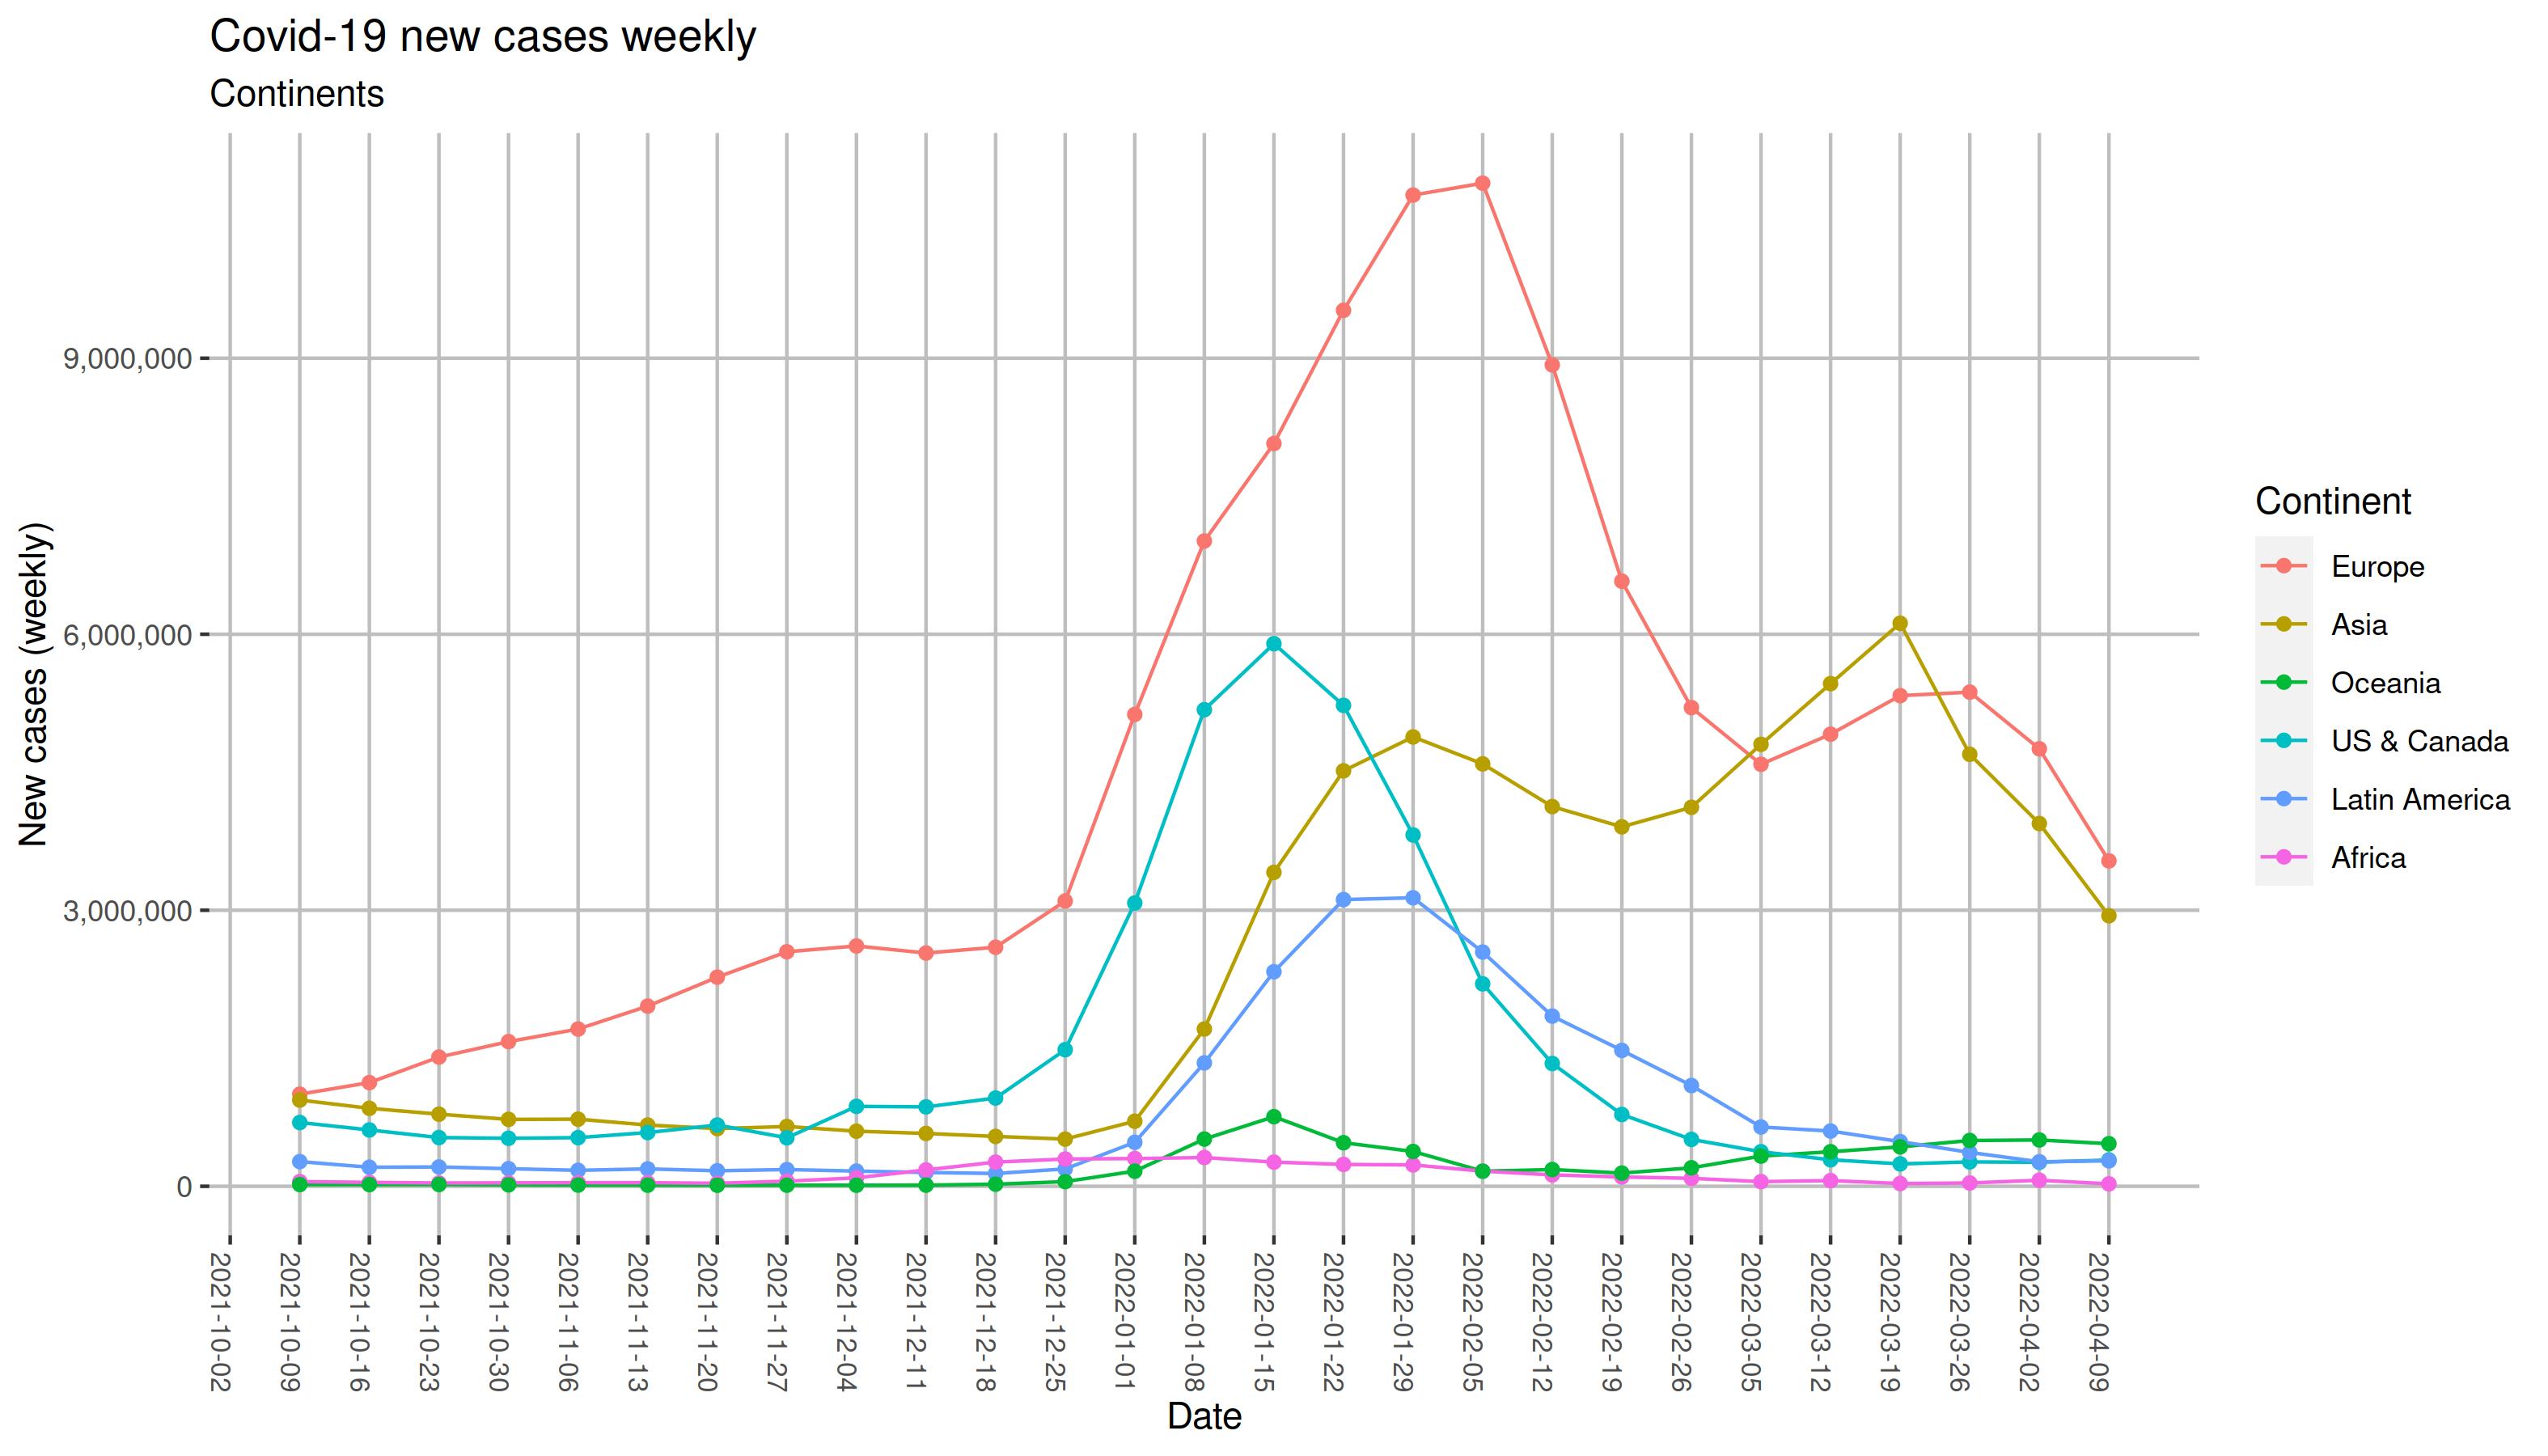 Covid-19 new cases weekly
Continents
New cases (weekly)
9,000,000
6,000,000
3,000,000
0
2021-10-02
2021-10-09
2021-10-16
2021-10-23
2021-10-30
2021-11-06
2021-11-13
2021-11-20
2021-11-27
2021-12-04
2021-12-11
2021-12-18
2021-12-25
2022-01-01
2022-01-08
2022-01-15
2022-01-22
2022-01-29
2022-02-05
2022-02-12
2022-02-19
2022-02-26
2022-03-05
2022-03-12
2022-03-19
2022-03-26
2022-04-02
2022-04-09
Date
Continent
Europe
Asia
Oceania
US & Canada
Latin America
Africa